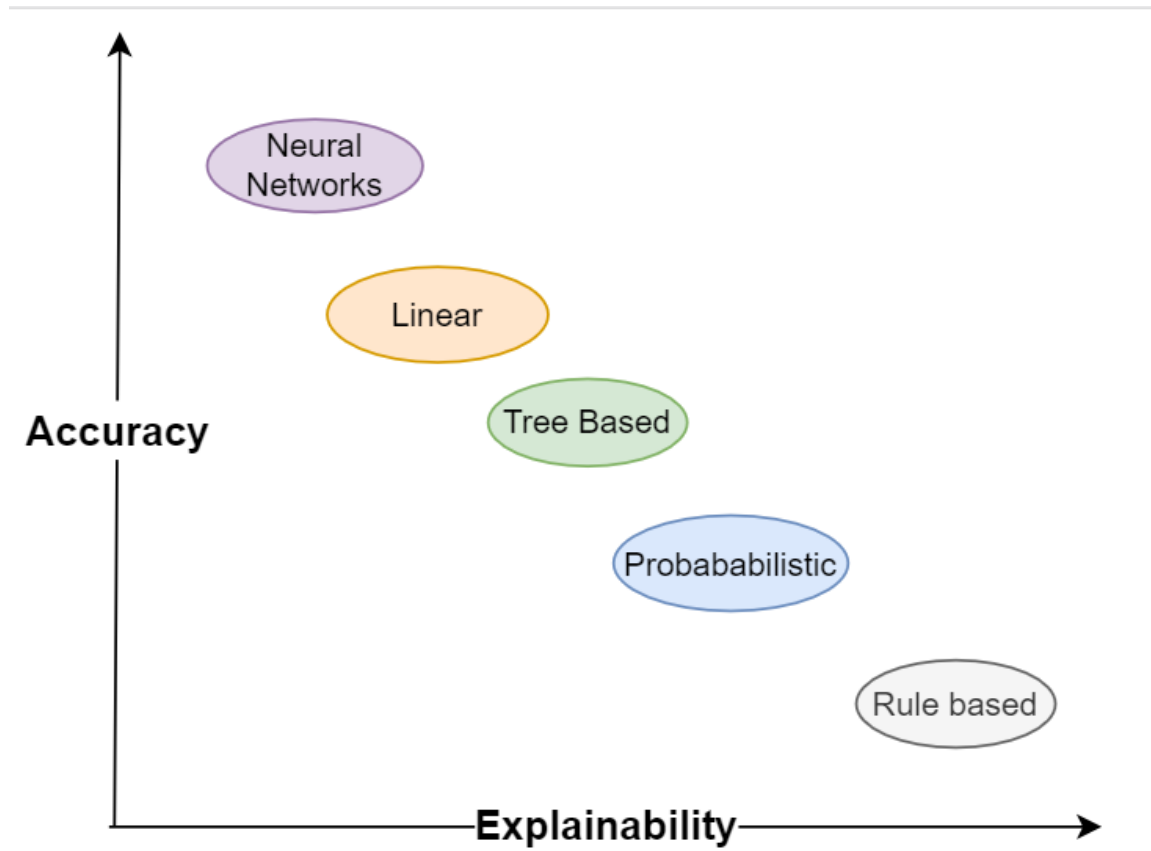 Neural
Networks
Linear
Tree Based
Accuracy
Probababilistic
Rule based
Explainability